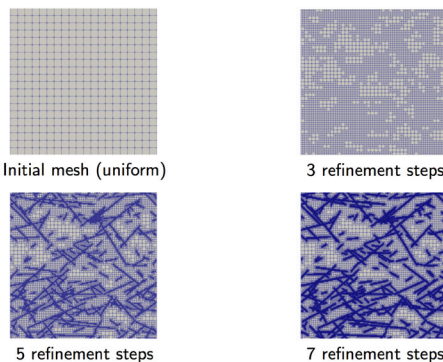 Initial mesh (uniform)
3 refinement steps
5 refinement steps
7 refinement steps